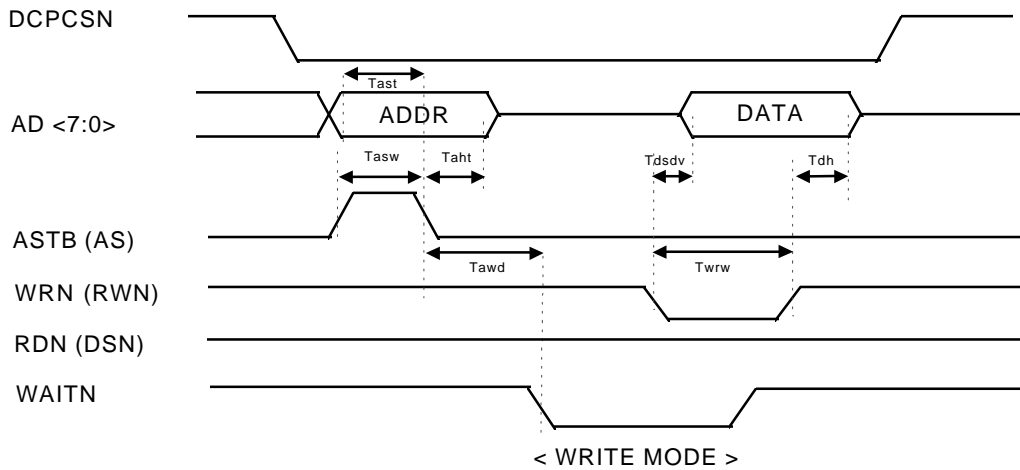 DCPCSN
Tast
AD <7:0>
ADDR
DATA
Tasw
Taht
Tdsdv
Tdh
ASTB (AS)
Tawd
Twrw
WRN (RWN)
RDN (DSN)
WAITN
< WRITE MODE >